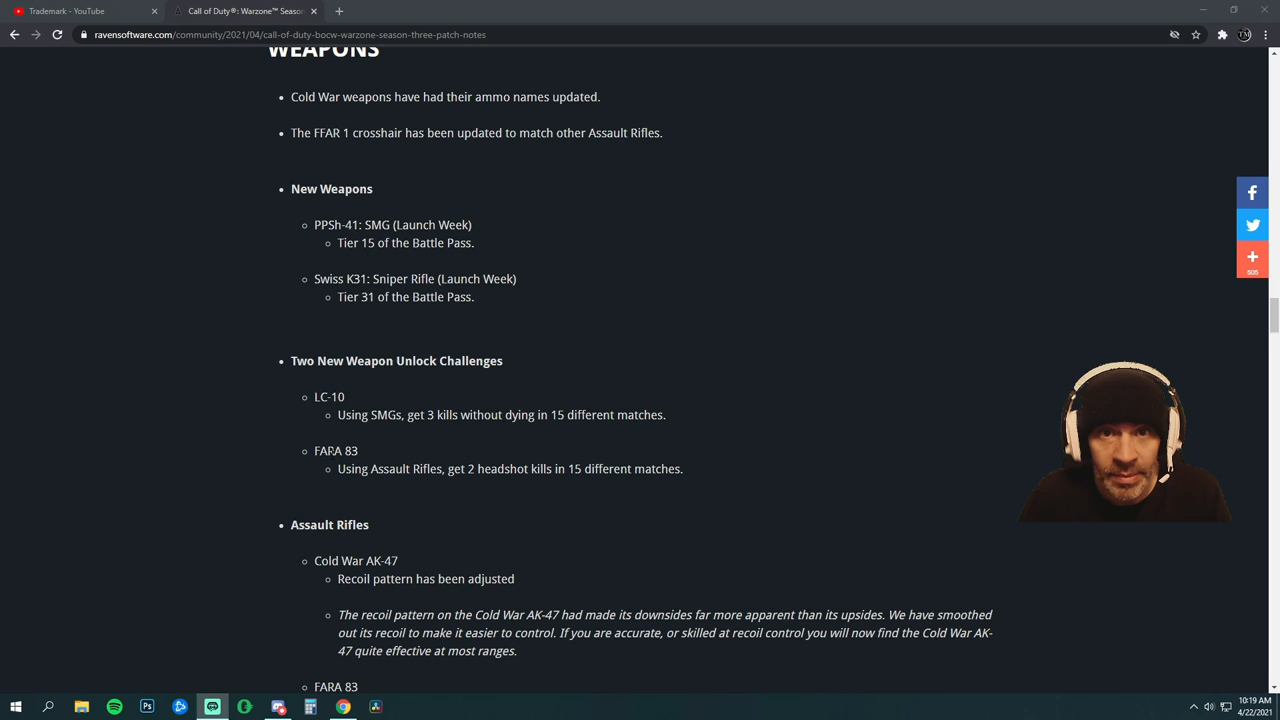 Trademark - YouTube
Call of Duty®: Warzone™ Season
ravensoftware.com/community/2021/04/call-of-duty-bocw-warzone-season-three-patch-notes
TM
WEAPONS
Cold War weapons have had their ammo names updated.
The FFAR 1 crosshair has been updated to match other Assault Rifles.
New Weapons
PPSh-41: SMG (Launch Week)
Tier 15 of the Battle Pass.
Swiss K31: Sniper Rifle (Launch Week)
Tier 31 of the Battle Pass.
505
Two New Weapon Unlock Challenges
LC-10
Using SMGs, get 3 kills without dying in 15 different matches.
FARA 83
Using Assault Rifles, get 2 headshot kills in 15 different matches.
Assault Rifles
Cold War AK-47
Recoil pattern has been adjusted
The recoil pattern on the Cold War AK-47 had made its downsides far more apparent than its upsides. We have smoothed
out its recoil to make it easier to control. If you are accurate, or skilled at recoil control you will now find the Cold War AK-
47 quite effective at most ranges.
FARA 83
Ps
10:19 AM
4/22/2021